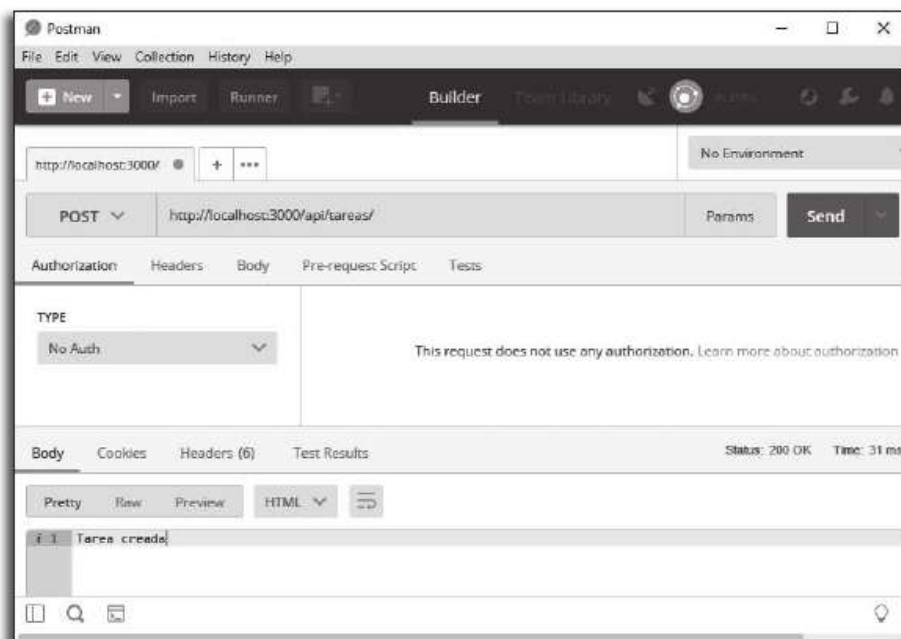 Postman
File Edit View Collection History Help
New Import Runner Builder Team Library
http://localhost:3000/ + ••• No Environment
POST http://localhost:3000/api/tareas/ Params Send
Authorization Headers Body Pre-request Script Tests
TYPE
No Auth
This request does not use any authorization. Learn more about authorization
Body Cookies Headers (6) Test Results Status: 200 OK Time: 31 ms
Pretty Raw Preview HTML
i 1 Tarea creada